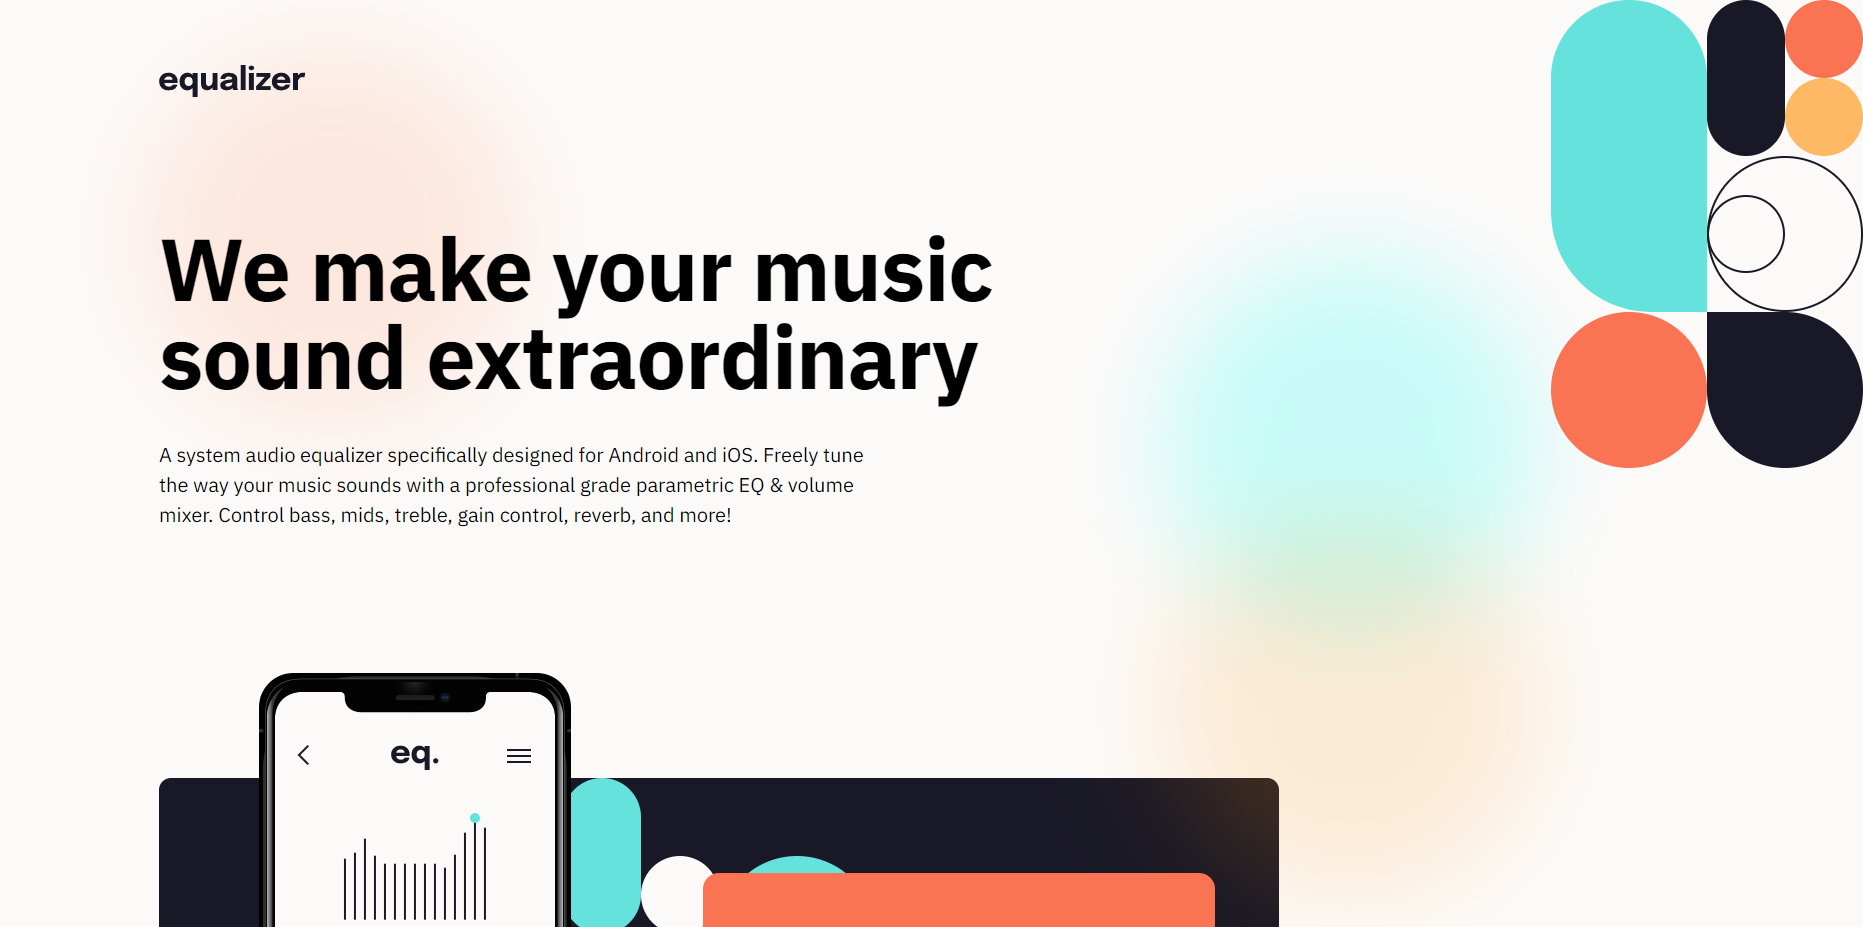 equalizer
We make your music
sound extraordinary
A system audio equalizer specifically designed for Android and iOS. Freely tune
the way your music sounds with a professional grade parametric EQ & volume
mixer. Control bass, mids, treble, gain control, reverb, and more!
eq.